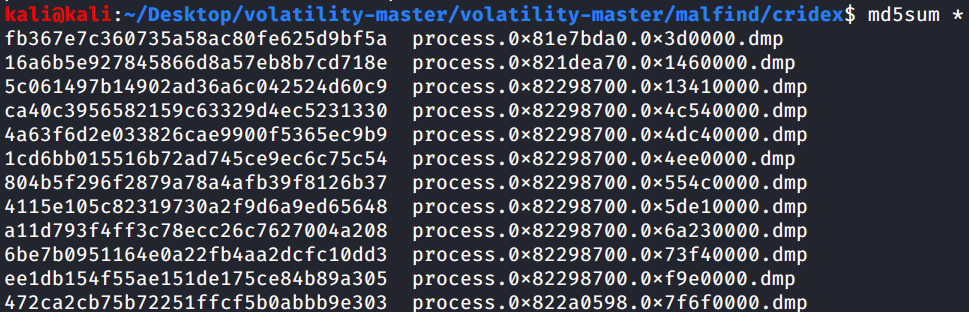 kali@kali:~/Desktop/volatility-master/volatility-master/malfind/cridex$ md5sum *
fb367e7c360735a58ac80fe625d9bf5a  process.0×81e7bda0.0×3d0000.dmp
16a6b5e927845866d8a57eb8b7cd718e  process.0×821dea70.0×1460000.dmp
5c061497b14902ad36a6c042524d60c9  process.0×82298700.0×13410000.dmp
ca40c3956582159c63329d4ec5231330  process.0×82298700.0×4c540000.dmp
4a63f6d2e033826cae9900f5365ec9b9  process.0×82298700.0×4dc40000.dmp
1cd6bb015516b72ad745ce9ec6c75c54  process.0×82298700.0×4ee0000.dmp
804b5f296f2879a78a4afb39f8126b37  process.0×82298700.0×554c0000.dmp
4115e105c82319730a2f9d6a9ed65648  process.0×82298700.0×5de10000.dmp
a11d793f4ff3c78ecc26c7627004a208  process.0×82298700.0×6a230000.dmp
6be7b0951164e0a22fb4aa2dcfc10dd3  process.0×82298700.0×73f40000.dmp
ee1db154f55ae151de175ce84b89a305  process.0×82298700.0×f9e0000.dmp
472ca2cb75b72251ffcf5b0abbb9e303  process.0×822a0598.0×7f6f0000.dmp